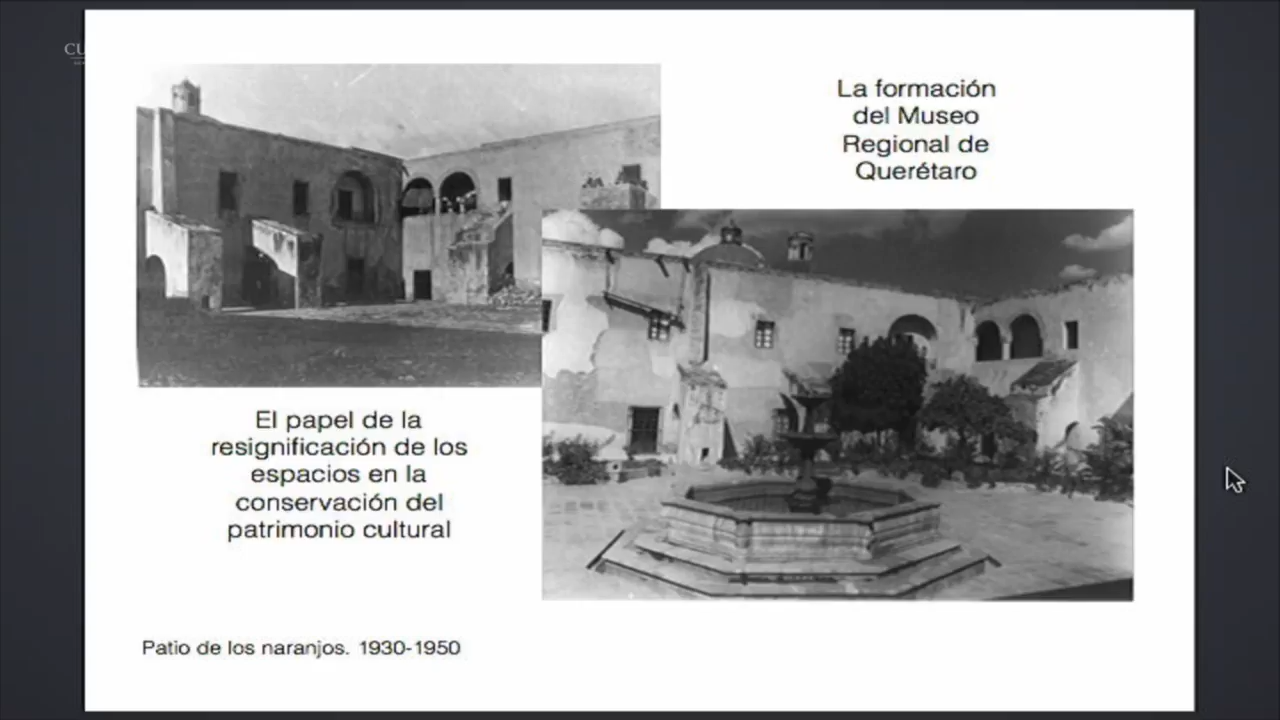 CU
La formación
del Museo
Regional de
Querétaro
El papel de la
resignificación de los
espacios en la
conservación del
patrimonio cultural
Patio de los naranjos. 1930-1950